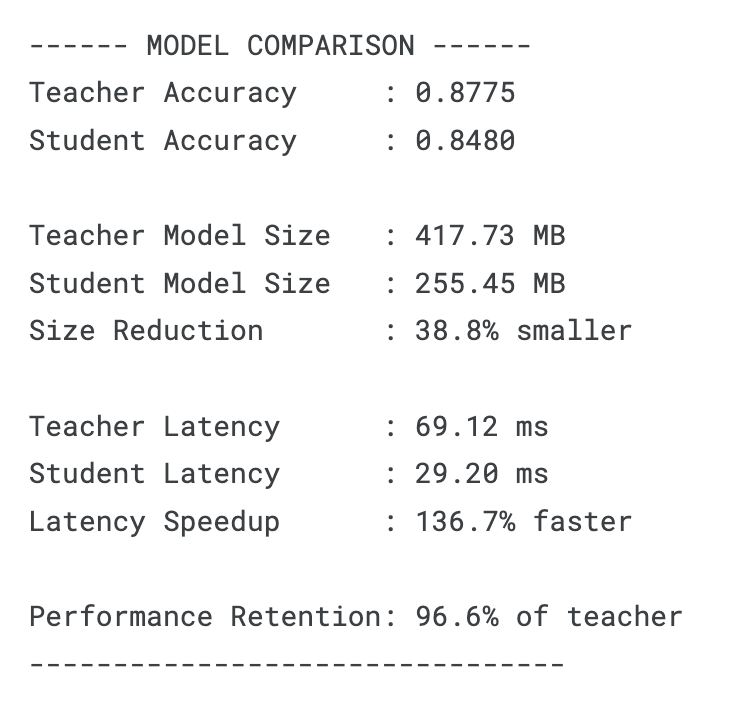 ------ MODEL COMPARISON ------
Teacher Accuracy     : 0.8775
Student Accuracy     : 0.8480

Teacher Model Size   : 417.73 MB
Student Model Size   : 255.45 MB
Size Reduction       : 38.8% smaller

Teacher Latency      : 69.12 ms
Student Latency      : 29.20 ms
Latency Speedup      : 136.7% faster

Performance Retention: 96.6% of teacher
--------------------------------